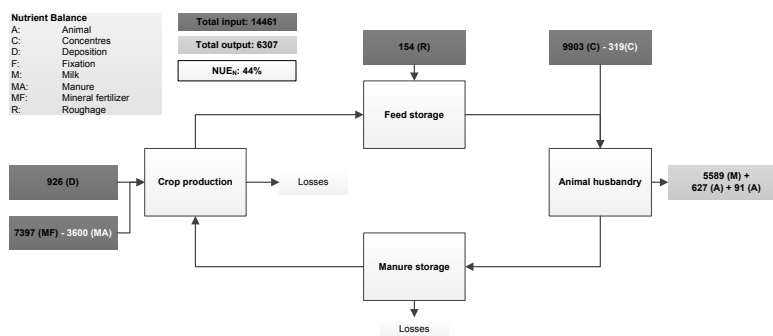 Nutrient Balance
A: Animal
C: Concentres
D: Deposition
F: Fixation
M: Milk
MA: Manure
MF: Mineral fertilizer
R: Roughage
Total input: 14461
Total output: 6307
NUEN: 44%
154 (R)
9903 (C) - 319(C)
Feed storage
926 (D)
Crop production
Losses
Animal husbandry
5589 (M) +
627 (A) + 91 (A)
7397 (MF) - 3600 (MA)
Manure storage
Losses